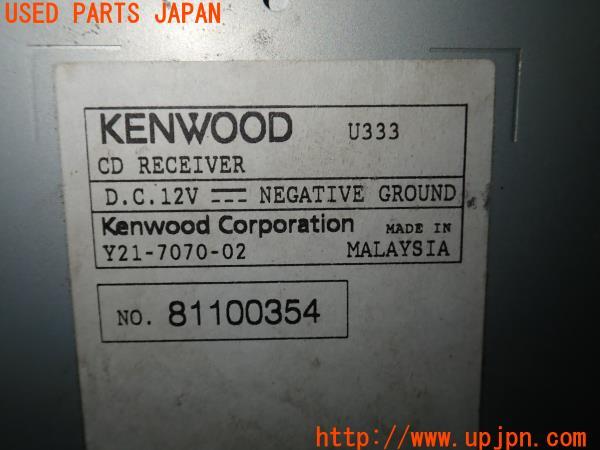 USED PARTS JAPAN
KENWOOD U333
CD RECEIVER
D.C.12V ⎓ NEGATIVE GROUND
Kenwood Corporation MADE IN
Y21-7070-02 MALAYSIA
NO. 81100354
http://www.upjpn.com/